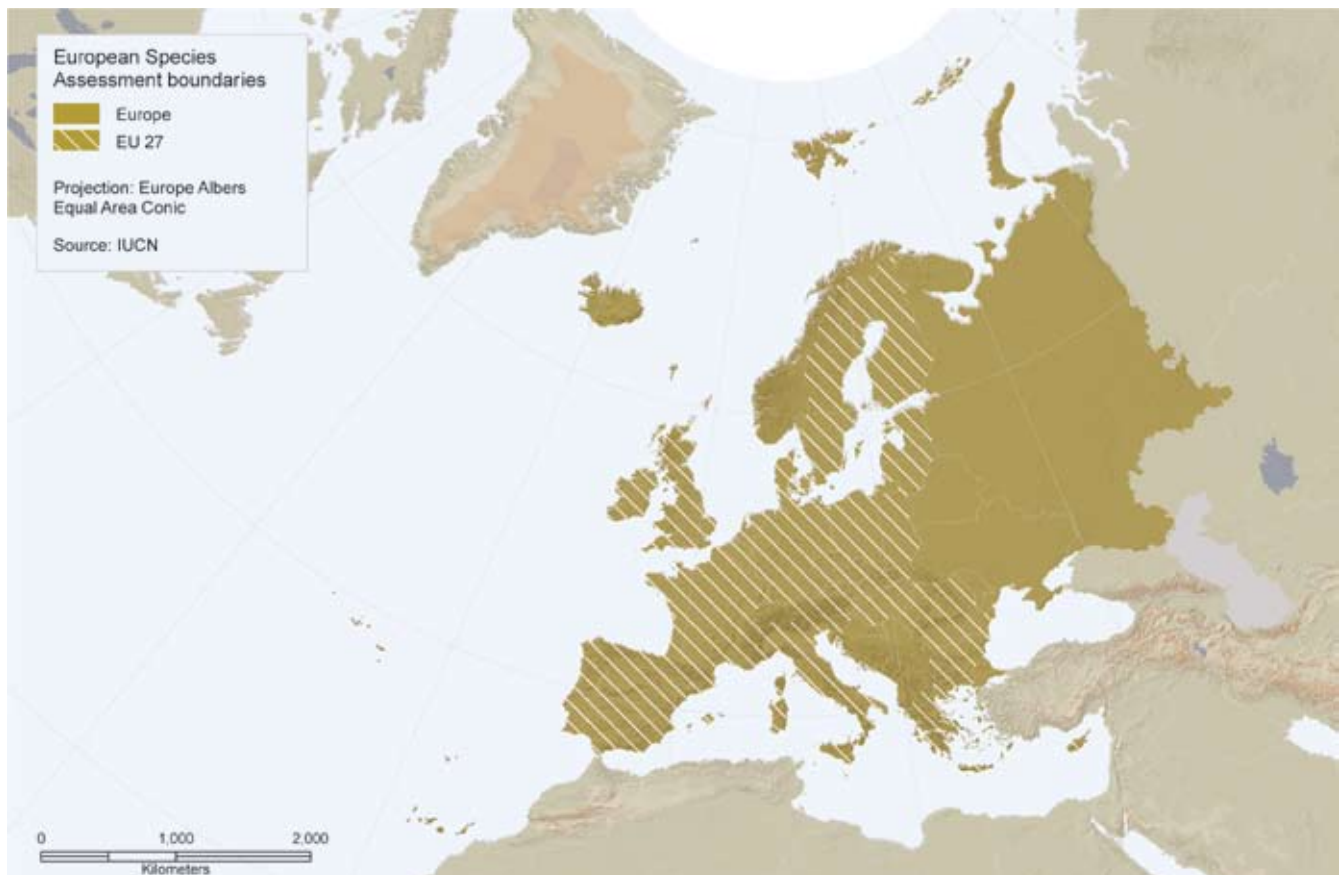 European Species
Assessment boundaries
Europe
EU 27
Projection: Europe Albers
Equal Area Conic
Source: IUCN
0 1,000 2,000
Kilometers